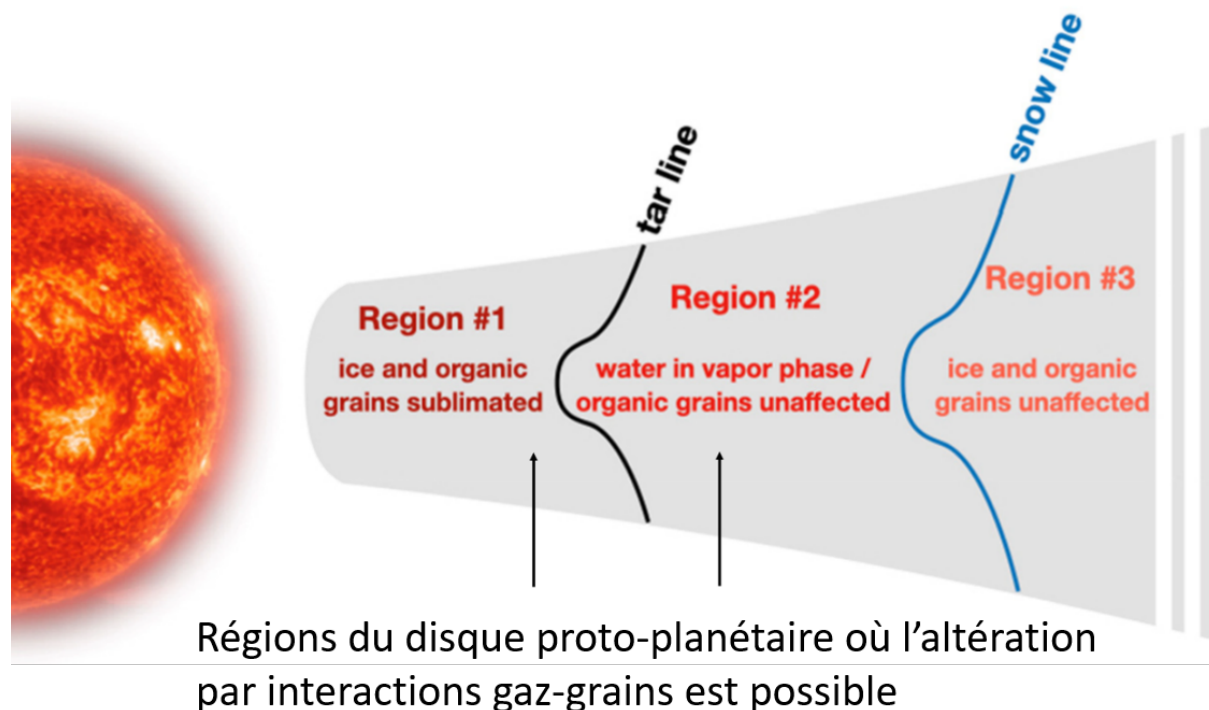 tar line
snow line
Region #1
ice and organic
grains sublimated
Region #2
water in vapor phase /
organic grains unaffected
Region #3
ice and organic
grains unaffected
Régions du disque proto-planétaire où l’altération
par interactions gaz-grains est possible